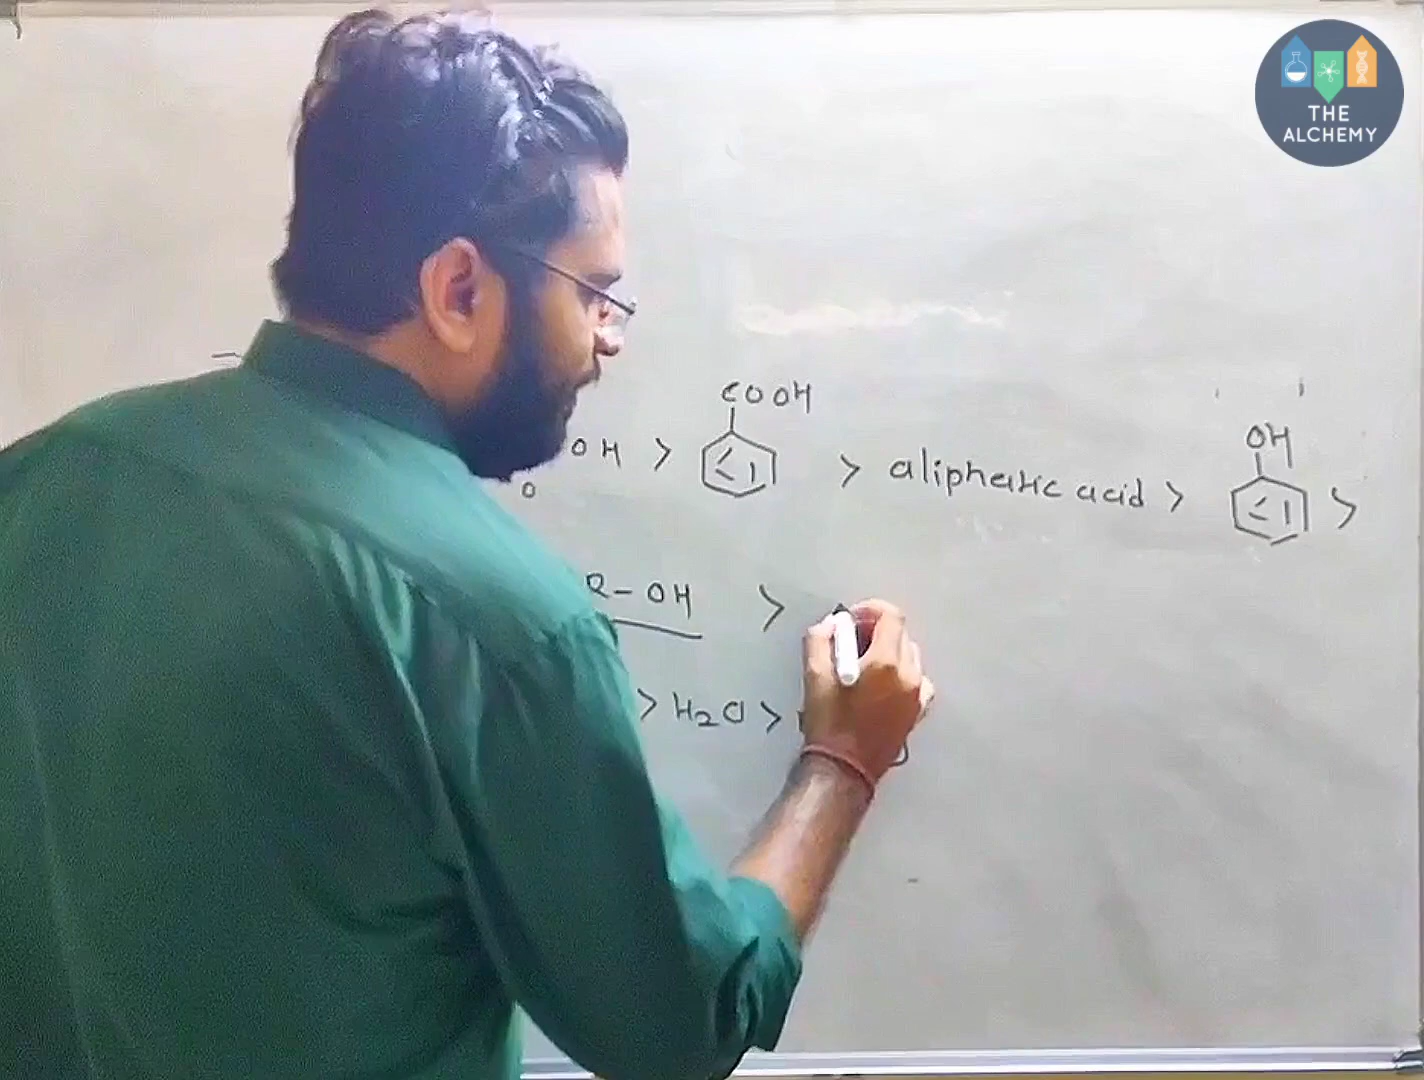 THE
ALCHEMY
COOH
OH
OH > > aliphatic acid > >
O
R-OH >
> H₂O >